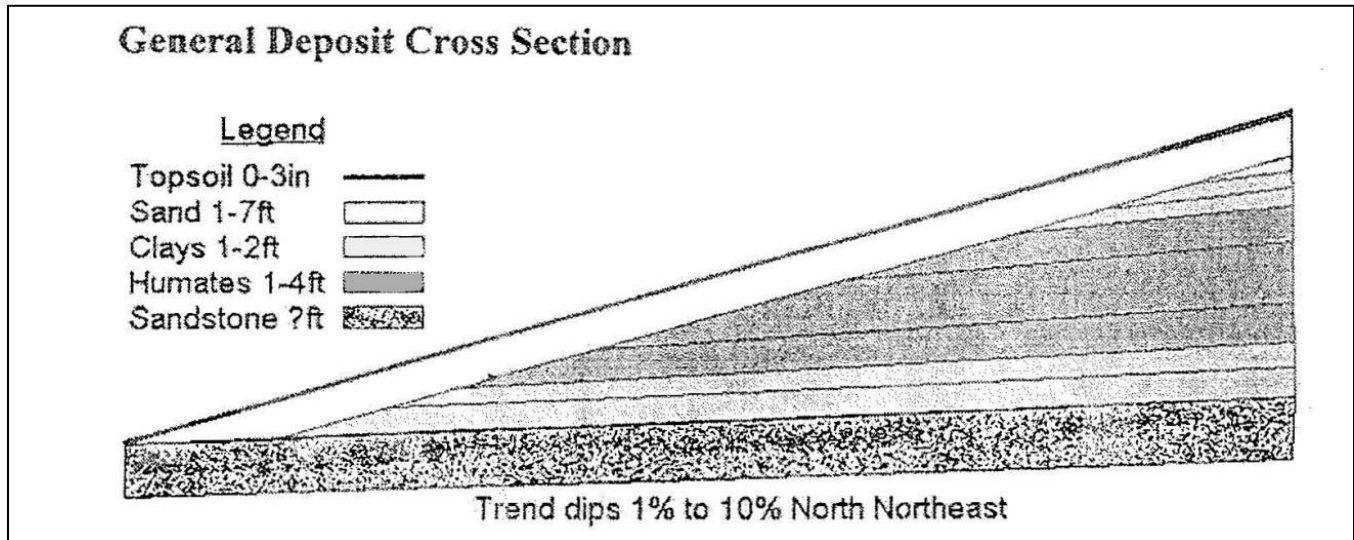 General Deposit Cross Section
Legend
Topsoil 0-3in
Sand 1-7ft
Clays 1-2ft
Humates 1-4ft
Sandstone ?ft
Trend dips 1% to 10% North Northeast